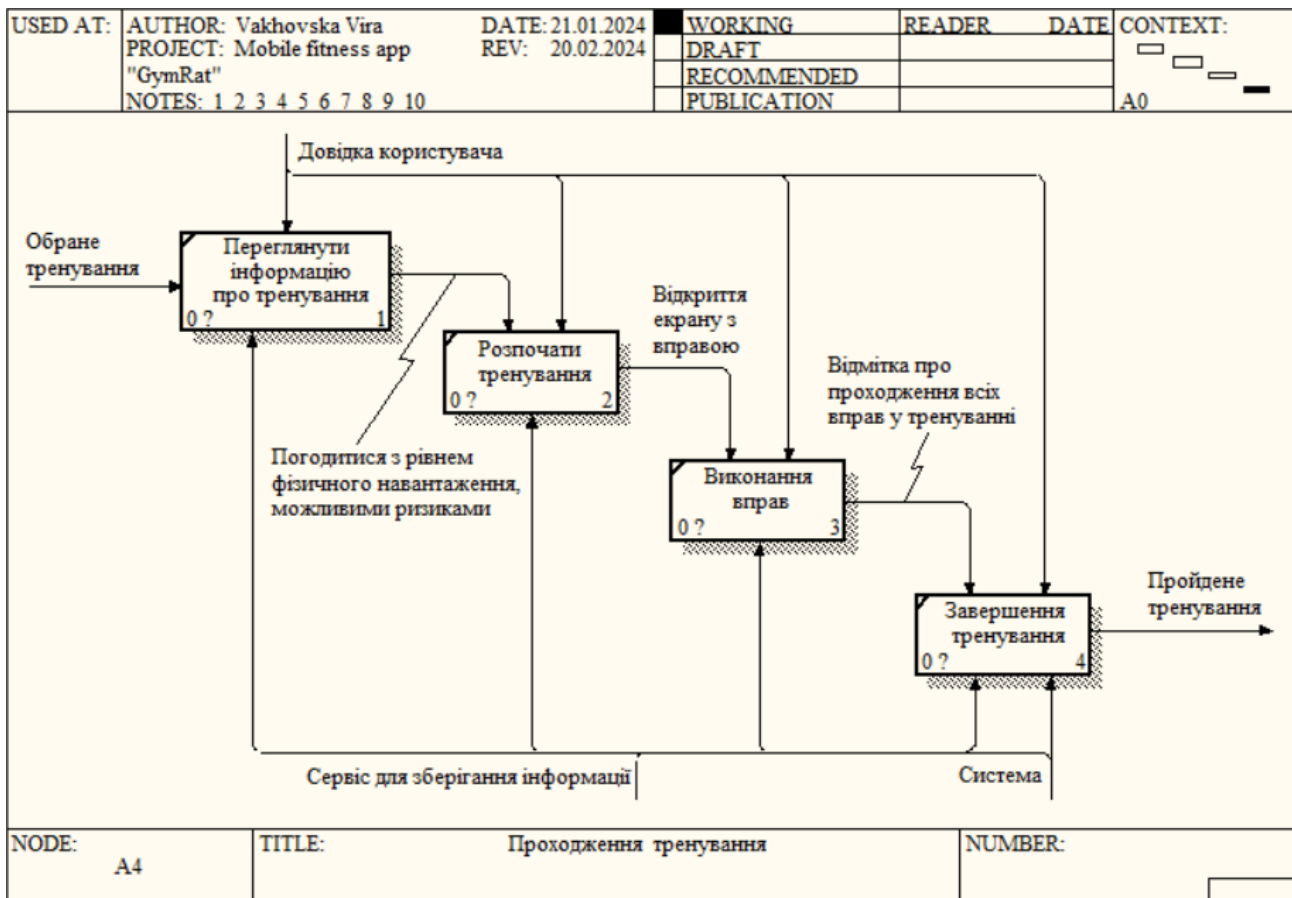 USED AT:
AUTHOR: Vakhovska Vira
DATE: 21.01.2024
PROJECT: Mobile fitness app
REV: 20.02.2024
"GymRat"
NOTES: 1 2 3 4 5 6 7 8 9 10
WORKING
DRAFT
RECOMMENDED
PUBLICATION
READER DATE
CONTEXT:
A0
Довідка користувача
Обране
тренування
Переглянути
інформацію
про тренування
0 ? 1
Розпочати
тренування
0 ? 2
Відкриття
екрану з
вправою
Погодитися з рівнем
фізичного навантаження,
можливими ризиками
Відмітка про
проходження всіх
вправ у тренуванні
Виконання
вправ
0 ? 3
Завершення
тренування
0 ? 4
Пройдене
тренування
Сервіс для зберігання інформації
Система
NODE:
A4
TITLE:
Проходження тренування
NUMBER: